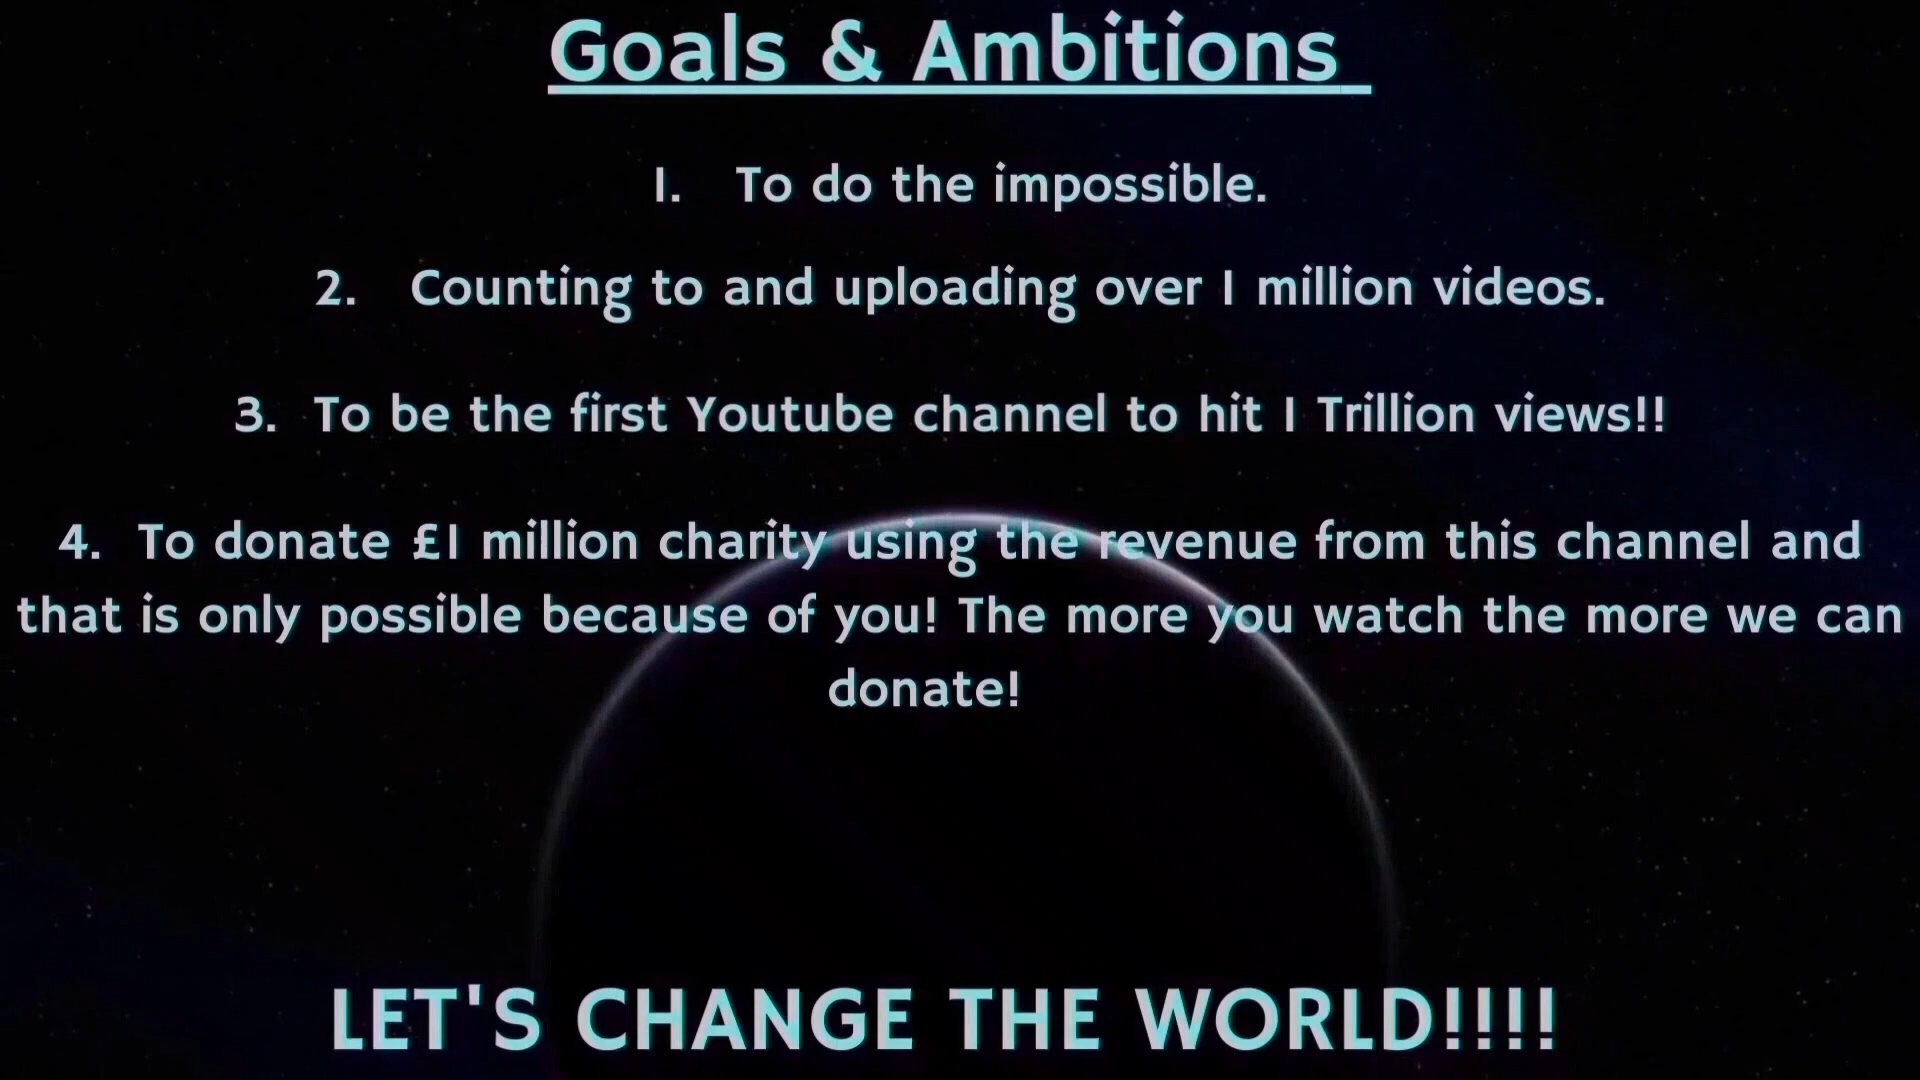 Goals & Ambitions
1. To do the impossible.
2. Counting to and uploading over 1 million videos.
3. To be the first Youtube channel to hit 1 Trillion views!!
4. To donate £1 million charity using the revenue from this channel and
that is only possible because of you! The more you watch the more we can
donate!
LET'S CHANGE THE WORLD!!!!